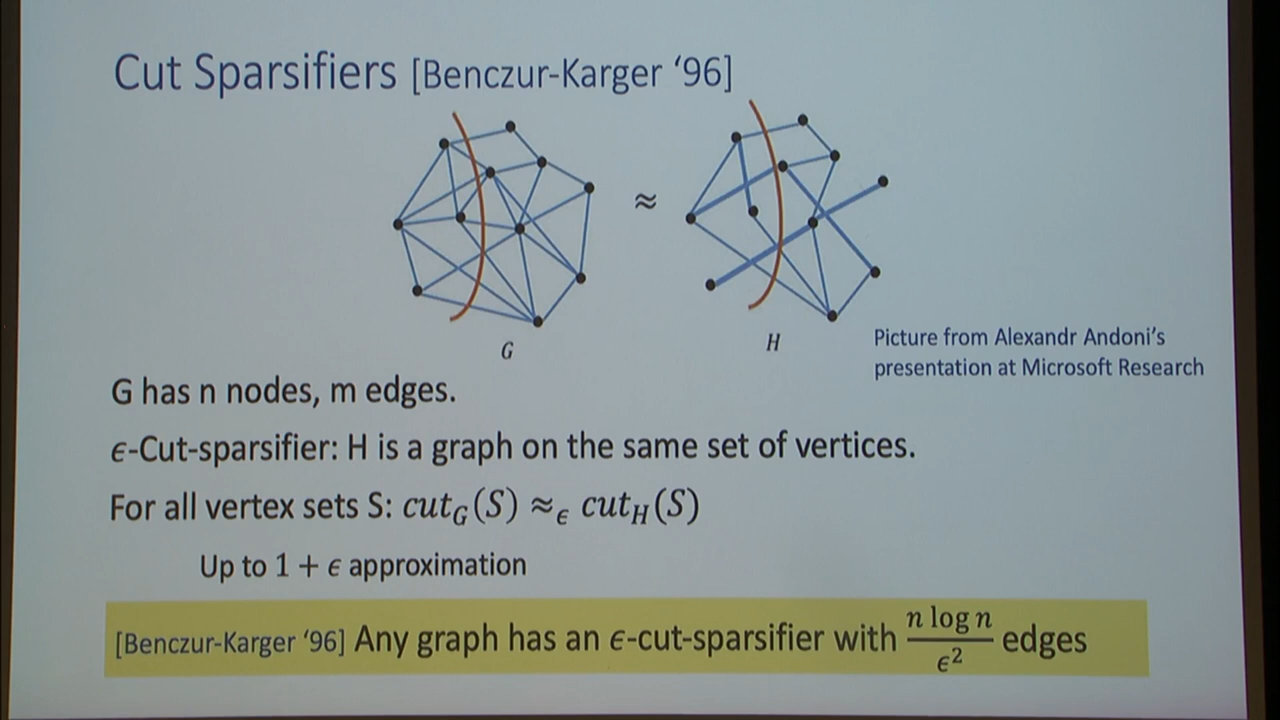 Cut Sparsifiers [Benczur-Karger ‘96]
≈
G
H
Picture from Alexandr Andoni’s
presentation at Microsoft Research
G has n nodes, m edges.
ϵ-Cut-sparsifier: H is a graph on the same set of vertices.
For all vertex sets S: cut_G(S) ≈_ϵ cut_H(S)
Up to 1 + ϵ approximation
[Benczur-Karger ‘96] Any graph has an ϵ-cut-sparsifier with \frac{n log n}{ϵ^2} edges